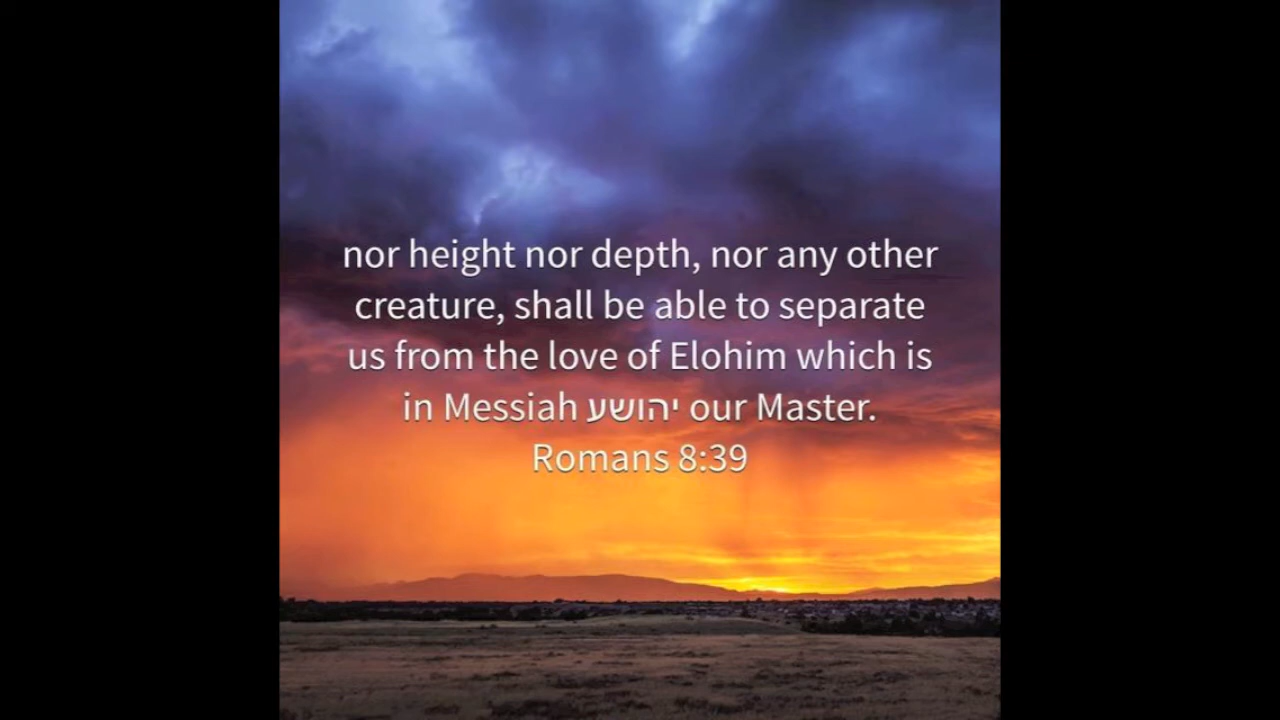 nor height nor depth, nor any other
creature, shall be able to separate
us from the love of Elohim which is
in Messiah יהושע our Master.
Romans 8:39